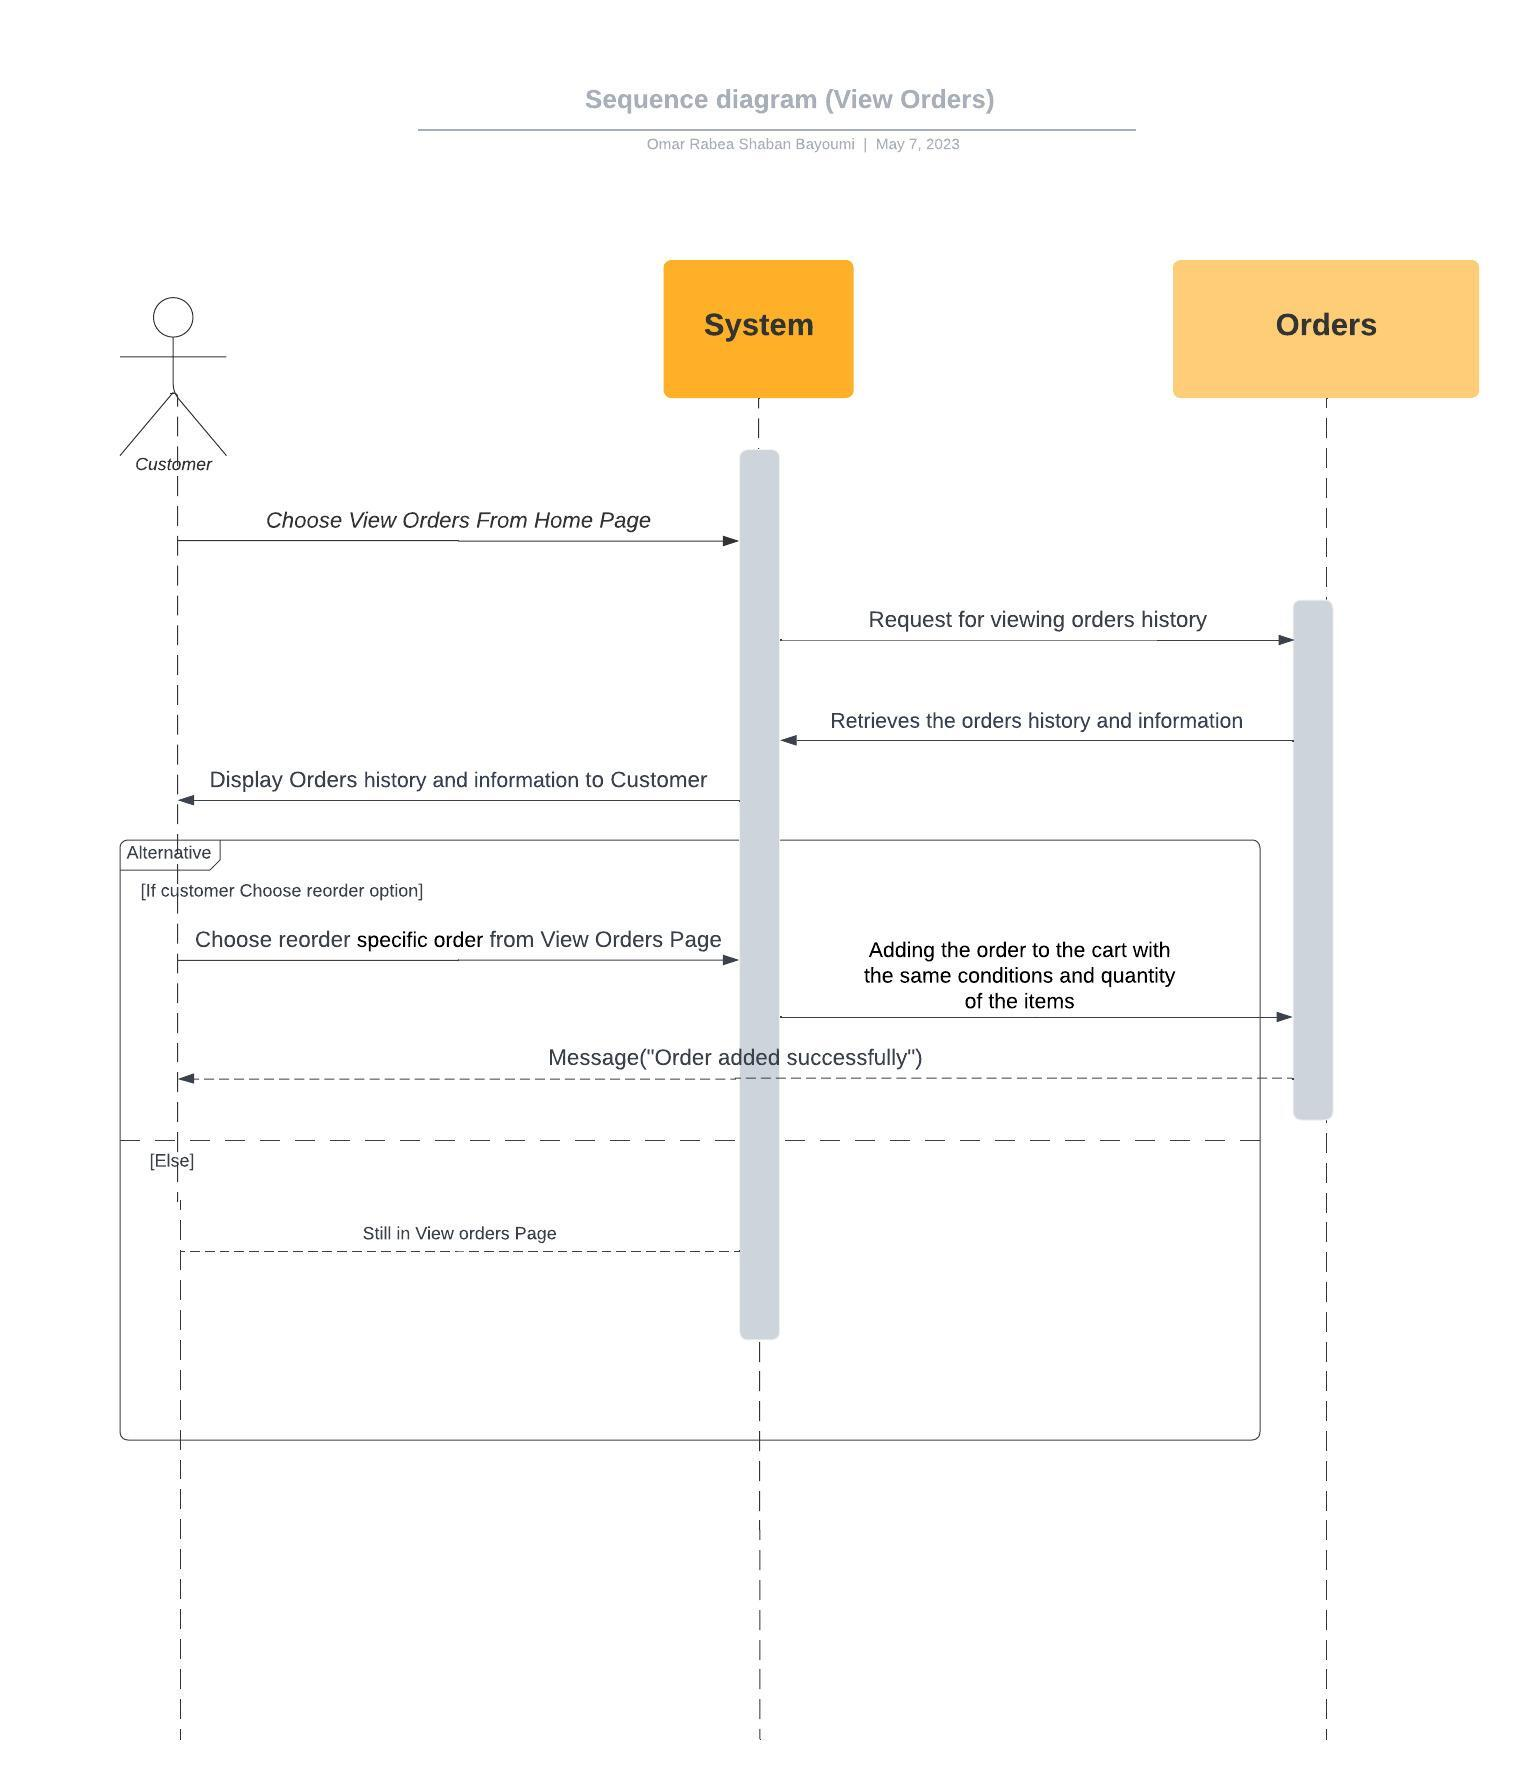 Sequence diagram (View Orders)
Omar Rabea Shaban Bayoumi | May 7, 2023
System
Orders
Customer
Choose View Orders From Home Page
Request for viewing orders history
Retrieves the orders history and information
Display Orders history and information to Customer
Alternative
[If customer Choose reorder option]
Choose reorder specific order from View Orders Page
Adding the order to the cart with
the same conditions and quantity
of the items
Message("Order added successfully")
[Else]
Still in View orders Page